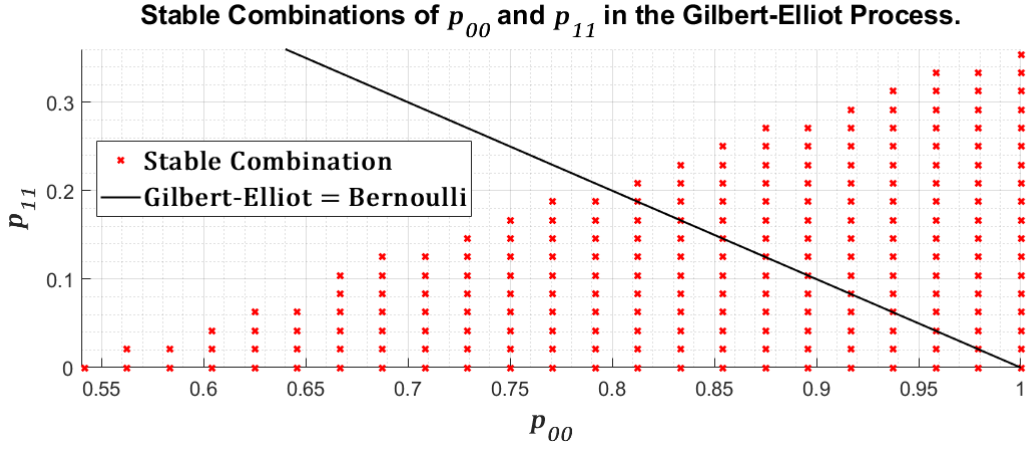 Stable Combinations of p00 and p11 in the Gilbert-Elliot Process.
0.3
0.2
0.1
0
p11
Stable Combination
Gilbert-Elliot = Bernoulli
0.55 0.6 0.65 0.7 0.75 0.8 0.85 0.9 0.95 1
p00